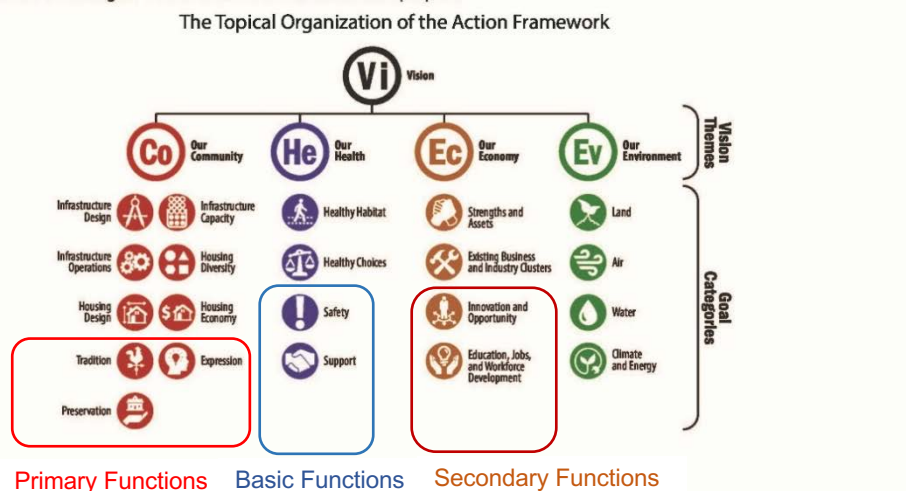 The Topical Organization of the Action Framework
Vi
Vision
Co
Our
Community
He
Our
Health
Ec
Our
Economy
Ev
Our
Environment
Vision
Themes
Infrastructure
Design
Infrastructure
Capacity
Healthy Habitat
Strengths and
Assets
Land
Infrastructure
Operations
Housing
Diversity
Healthy Choices
Existing Business
and Industry Clusters
Air
Housing
Design
Housing
Economy
Safety
Innovation and
Opportunity
Water
Tradition
Expression
Support
Education, Jobs,
and Workforce
Development
Climate
and Energy
Preservation
Goal
Categories
Primary Functions
Basic Functions
Secondary Functions